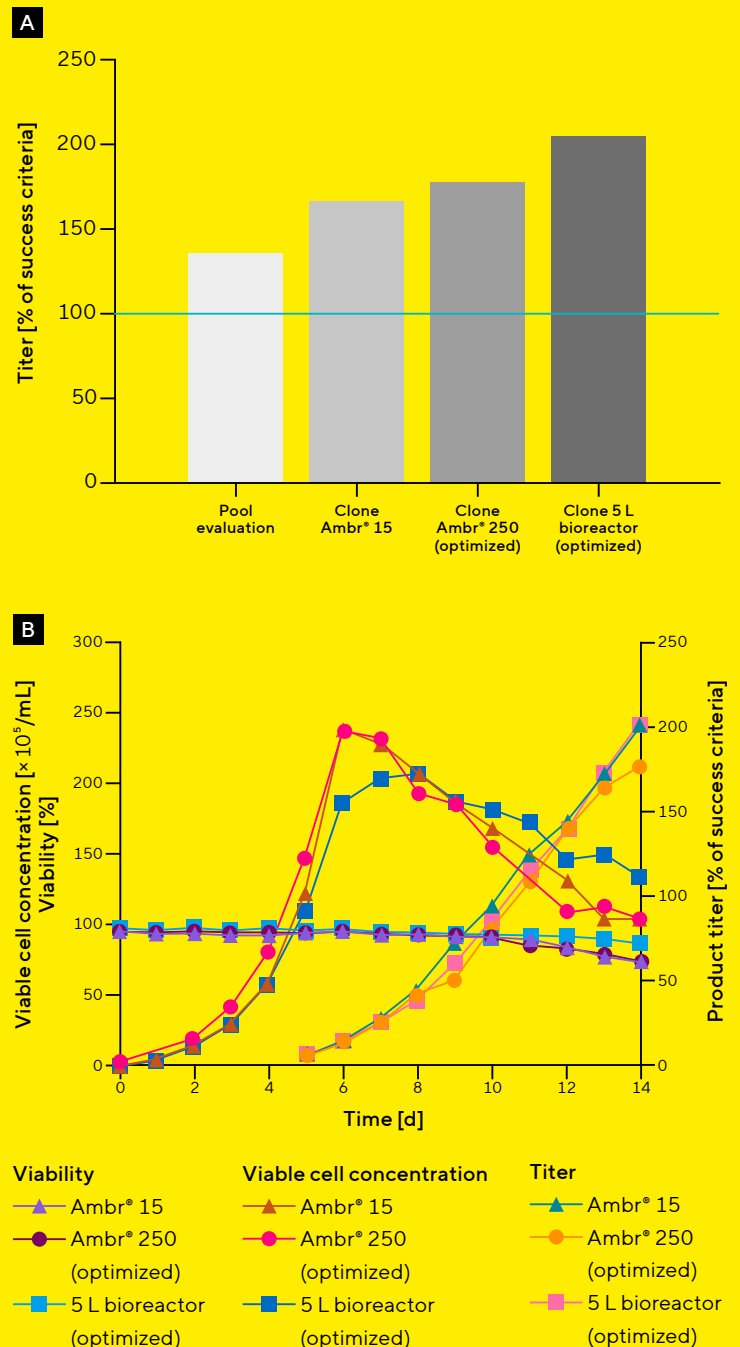 A
Titer [% of success criteria]
250
200
150
100
50
0
Pool
evaluation
Clone
Ambr® 15
Clone
Ambr® 250
(optimized)
Clone 5 L
bioreactor
(optimized)
B
Viable cell concentration [× 10⁵/mL]
Viability [%]
300
250
200
150
100
50
0
250
200
150
100
50
0
Product titer [% of success criteria]
0 2 4 6 8 10 12 14
Time [d]
Viability
Ambr® 15
Ambr® 250
(optimized)
5 L bioreactor
(optimized)
Viable cell concentration
Ambr® 15
Ambr® 250
(optimized)
5 L bioreactor
(optimized)
Titer
Ambr® 15
Ambr® 250
(optimized)
5 L bioreactor
(optimized)